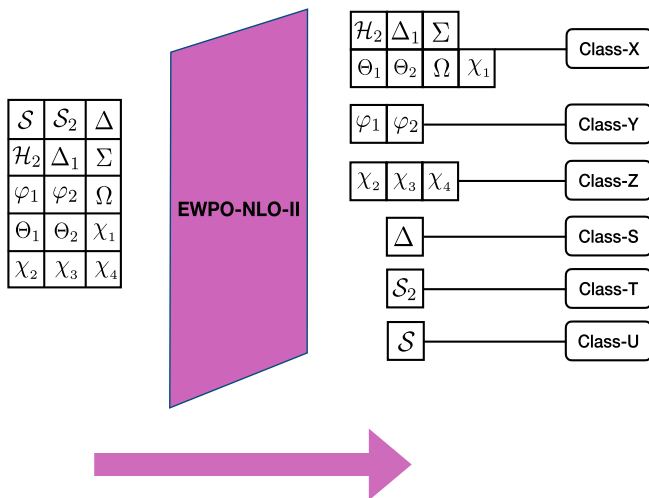 𝒮 𝒮₂ Δ
ℋ₂ Δ₁ Σ
φ₁ φ₂ Ω
Θ₁ Θ₂ χ₁
χ₂ χ₃ χ₄
EWPO-NLO-II
ℋ₂ Δ₁ Σ
Θ₁ Θ₂ Ω χ₁
Class-X
φ₁ φ₂ Class-Y
χ₂ χ₃ χ₄ Class-Z
Δ Class-S
𝒮₂ Class-T
𝒮 Class-U